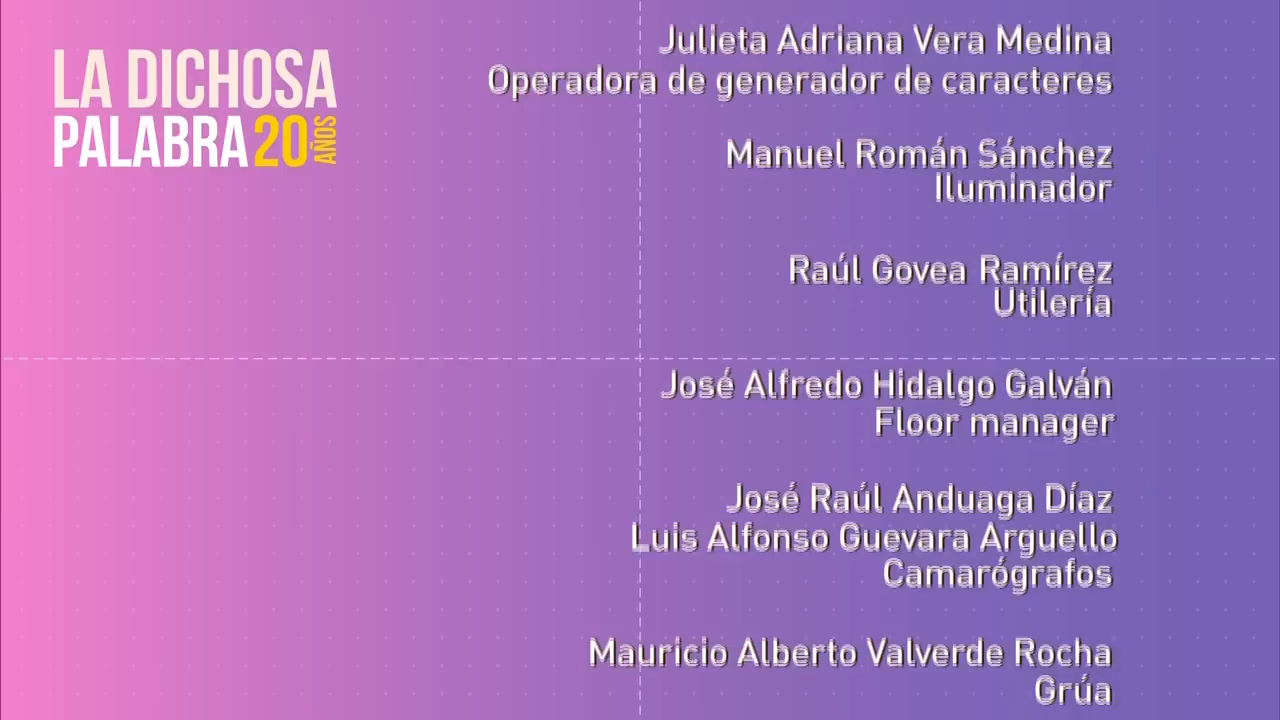 LA DICHOSA
PALABRA 20 AÑOS
Julieta Adriana Vera Medina
Operadora de generador de caracteres
Manuel Román Sánchez
Iluminador
Raúl Govea Ramírez
Utilería
José Alfredo Hidalgo Galván
Floor manager
José Raúl Anduaga Díaz
Luis Alfonso Guevara Arguello
Camarógrafos
Mauricio Alberto Valverde Rocha
Grúa